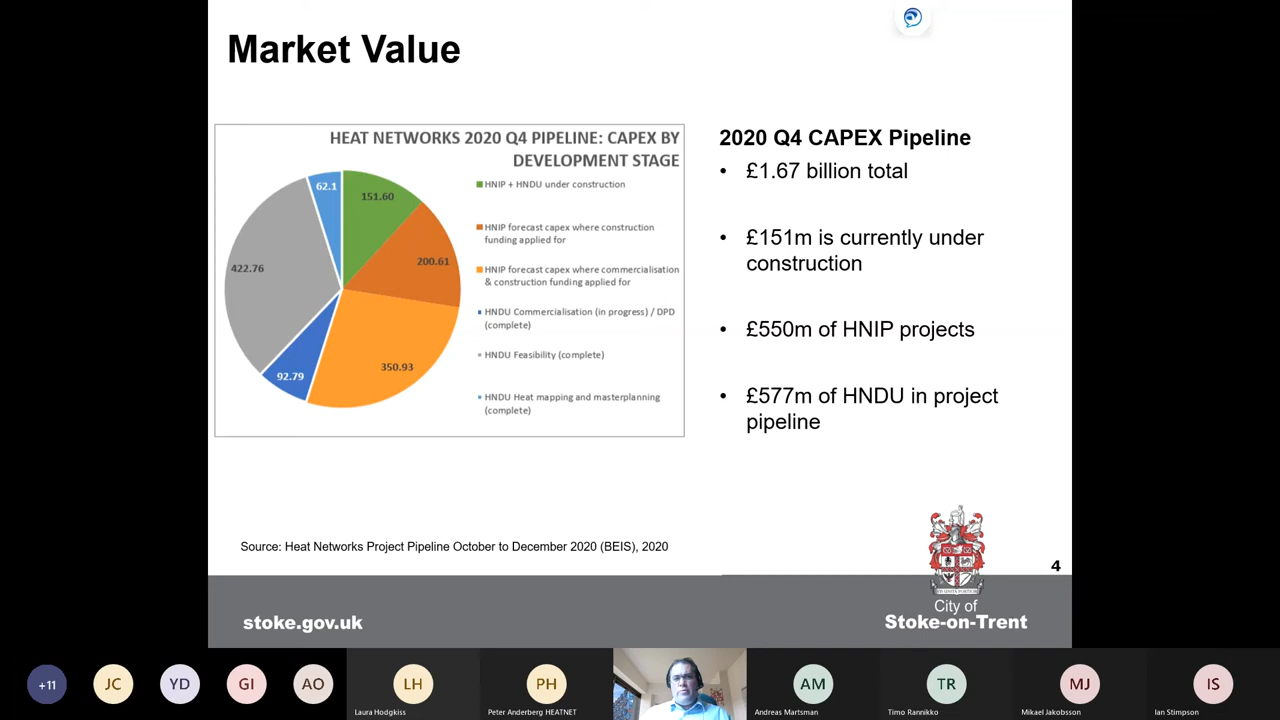 Market Value
HEAT NETWORKS 2020 Q4 PIPELINE: CAPEX BY
DEVELOPMENT STAGE
62.1
151.60
200.61
422.76
350.93
92.79
HNIP + HNDU under construction
HNIP forecast capex where construction
funding applied for
HNIP forecast capex where commercialisation
& construction funding applied for
HNDU Commercialisation (in progress) / DPD
(complete)
HNDU Feasibility (complete)
HNDU Heat mapping and masterplanning
(complete)
2020 Q4 CAPEX Pipeline
• £1.67 billion total
• £151m is currently under
construction
• £550m of HNIP projects
• £577m of HNDU in project
pipeline
Source: Heat Networks Project Pipeline October to December 2020 (BEIS), 2020
4
stoke.gov.uk
City of
Stoke-on-Trent
+11
JC
YD
GI
AO
LH
Laura Hodgkiss
PH
Peter Anderberg HEATNET
AM
Andreas Martsman
TR
Timo Rannikko
MJ
Mikael Jakobsson
IS
Ian Stimpson